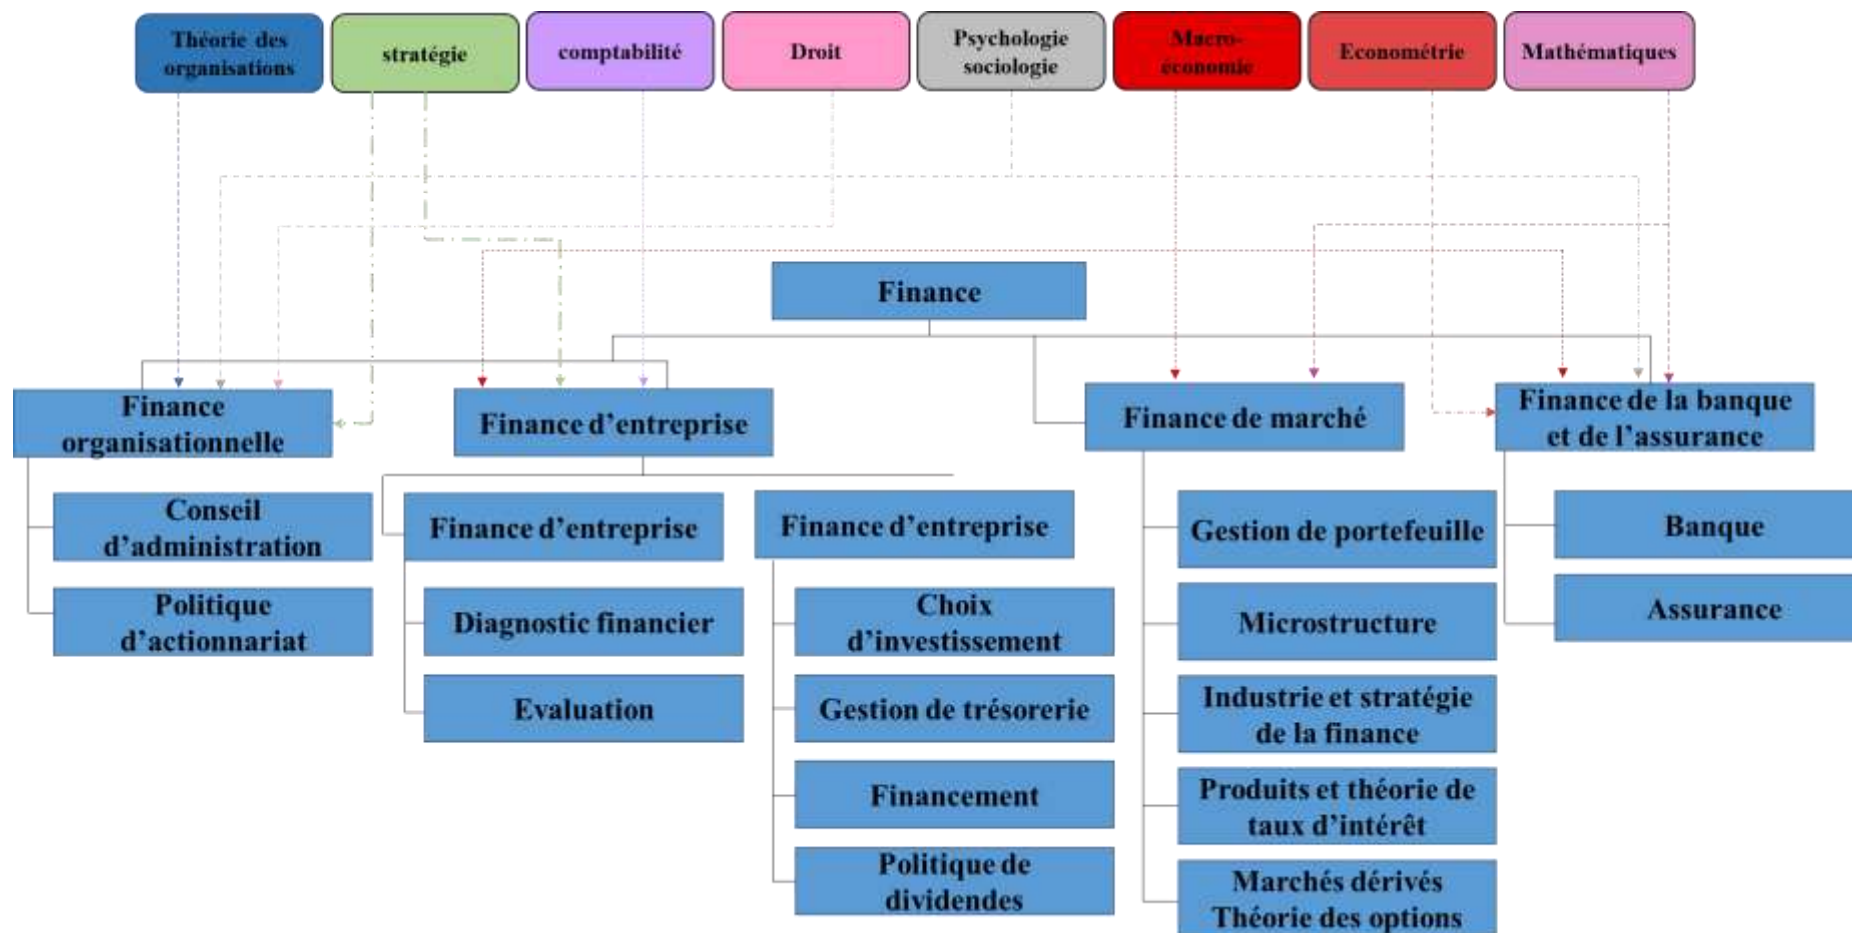 Théorie des
organisations
stratégie
comptabilité
Droit
Psychologie
sociologie
Macro-
économie
Econométrie
Mathématiques
Finance
Finance
organisationnelle
Finance d’entreprise
Finance de marché
Finance de la banque
et de l’assurance
Conseil
d’administration
Politique
d’actionnariat
Finance d’entreprise
Diagnostic financier
Evaluation
Finance d’entreprise
Choix
d’investissement
Gestion de trésorerie
Financement
Politique de
dividendes
Gestion de portefeuille
Microstructure
Industrie et stratégie
de la finance
Produits et théorie de
taux d’intérêt
Marchés dérivés
Théorie des options
Banque
Assurance